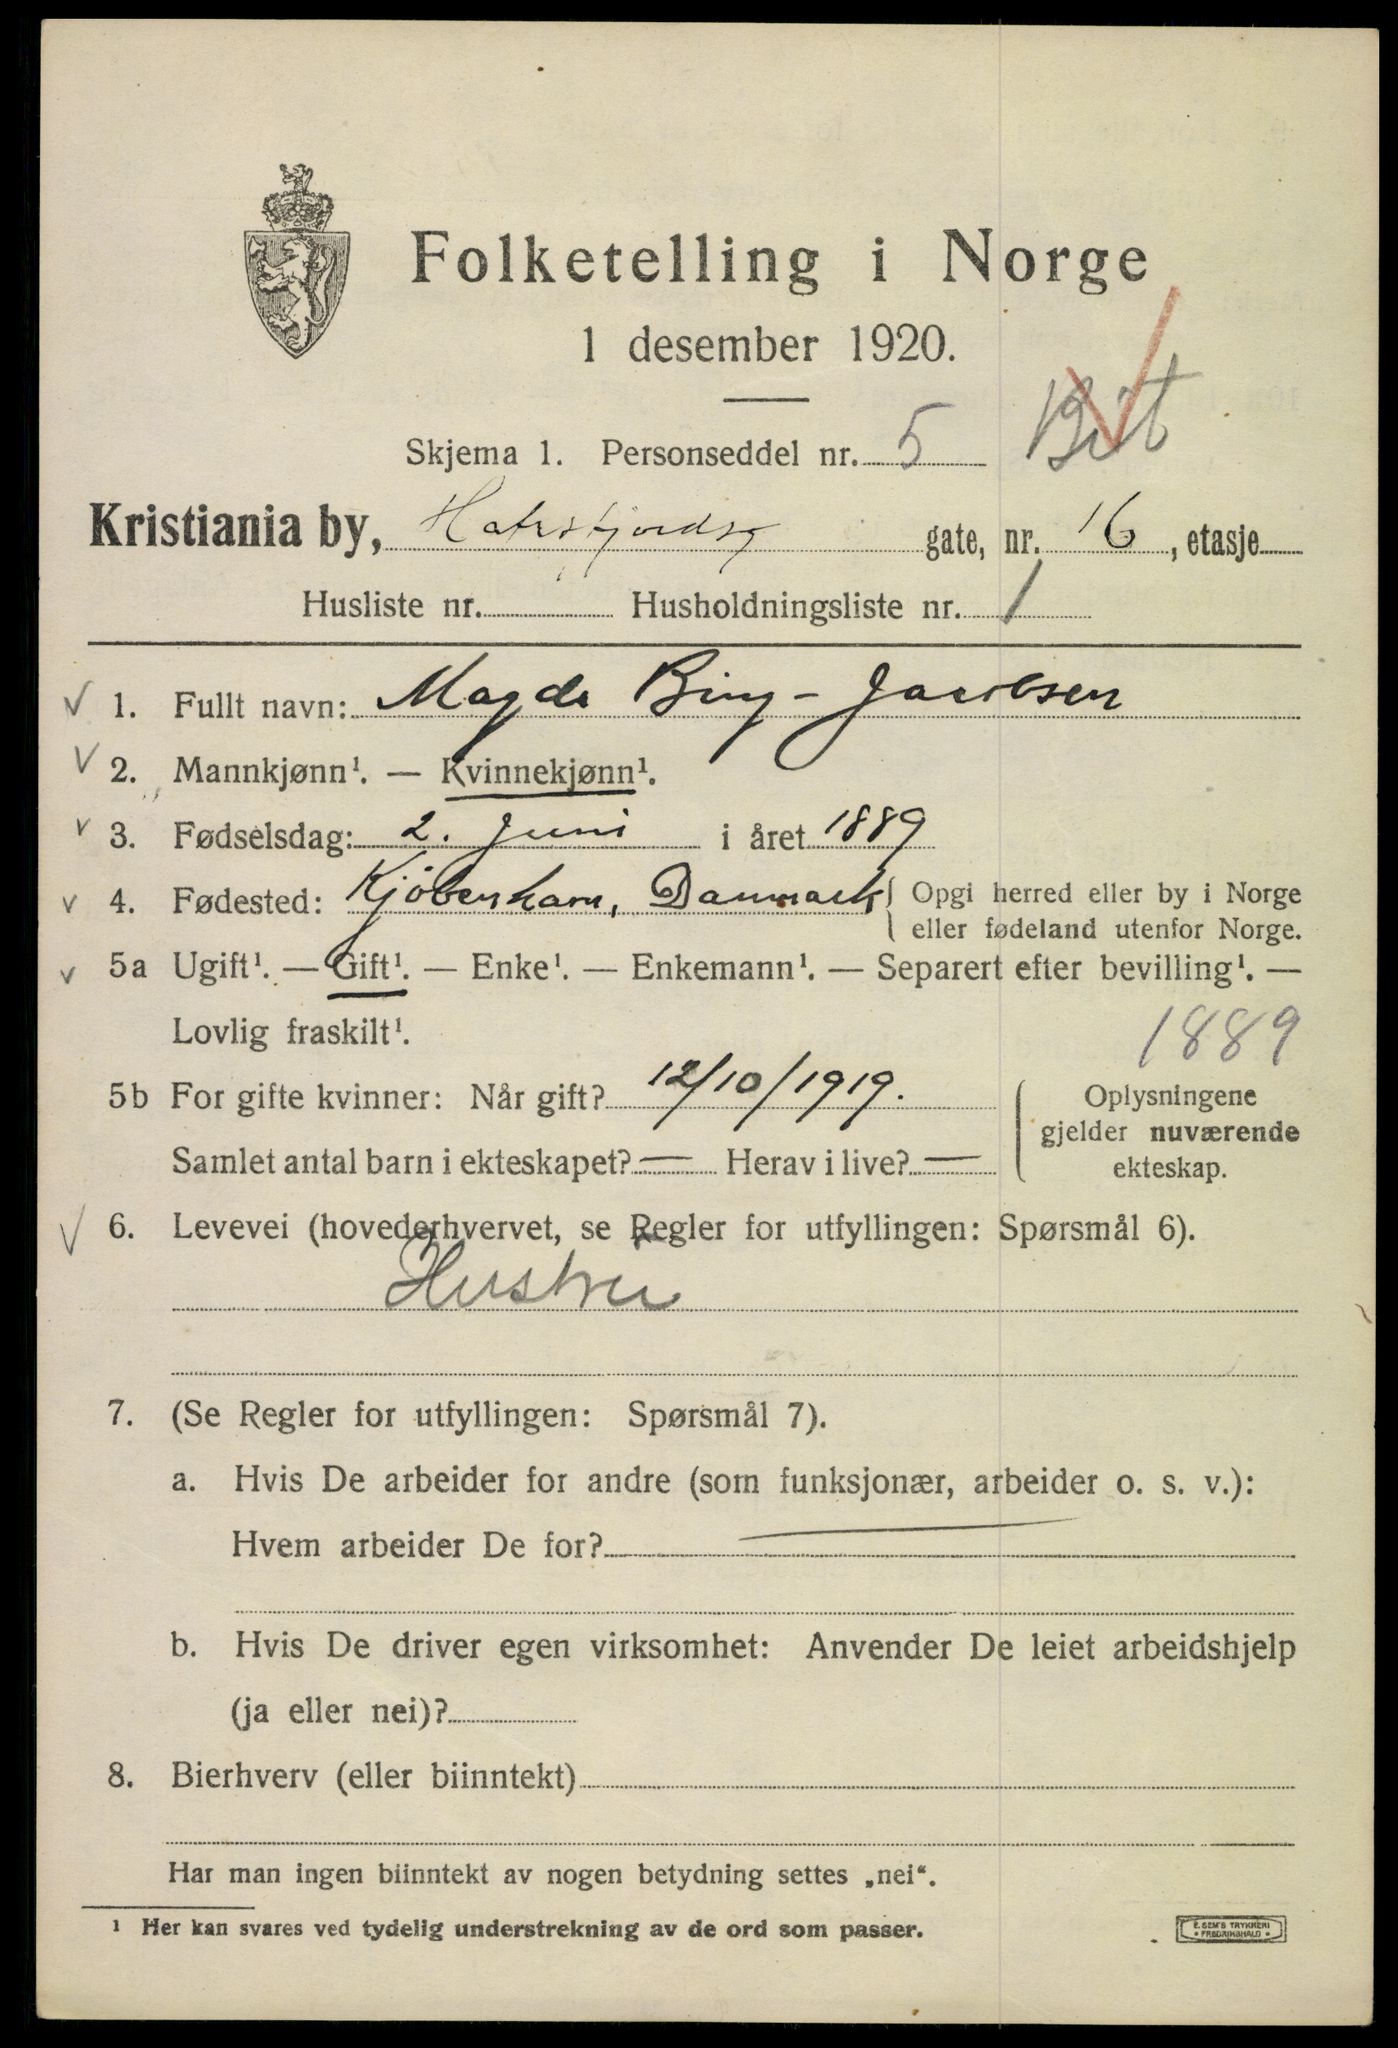 Folketelling i Norge
1 desember 1920.
Skjema 1. Personseddel nr. 5
Kristiania by, Hafrsfjordsg gate, nr. 16, etasje
Husliste nr. Husholdningsliste nr. 1
1. Fullt navn: Magda Bing-Jacobsen
2. Mannkjønn¹. — Kvinnekjønn¹.
3. Fødselsdag: 2. Juni i året 1889
4. Fødested: Kjöbenhavn, Danmark { Opgi herred eller by i Norge
eller fødeland utenfor Norge.
5a Ugift¹. — Gift¹. — Enke¹. — Enkemann¹. — Separert efter bevilling¹. —
Lovlig fraskilt¹.
1889
5b For gifte kvinner: Når gift? 12/10/1919.
Samlet antal barn i ekteskapet? — Herav i live? —
Oplysningene
gjelder nuværende
ekteskap.
6. Levevei (hovederhvervet, se Regler for utfyllingen: Spørsmål 6).
Hustru
7. (Se Regler for utfyllingen: Spørsmål 7).
a. Hvis De arbeider for andre (som funksjonær, arbeider o. s. v.):
Hvem arbeider De for? —
b. Hvis De driver egen virksomhet: Anvender De leiet arbeidshjelp
(ja eller nei)?
8. Bierhverv (eller biinntekt)
Har man ingen biinntekt av nogen betydning settes „nei“.
¹ Her kan svares ved tydelig understrekning av de ord som passer.
E. SEM'S TRYKKERI
FREDRIKSHALD